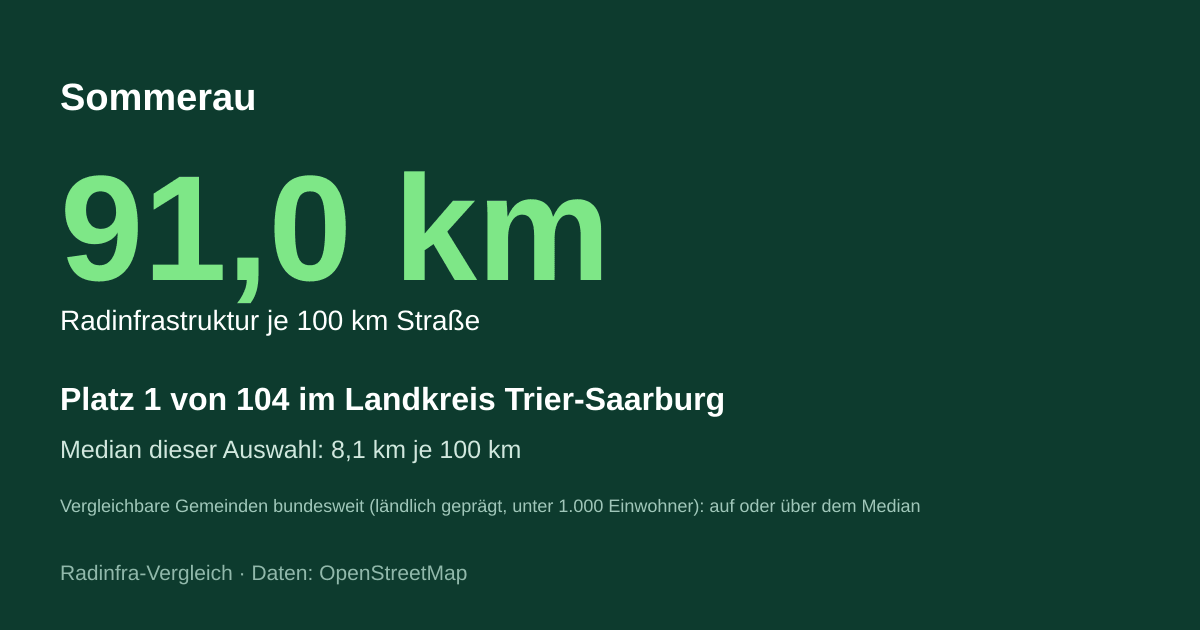 Sommerau
91,0 km
Radinfrastruktur je 100 km Straße
Platz 1 von 104 im Landkreis Trier-Saarburg
Median dieser Auswahl: 8,1 km je 100 km
Vergleichbare Gemeinden bundesweit (ländlich geprägt, unter 1.000 Einwohner): auf oder über dem Median
Radinfra-Vergleich · Daten: OpenStreetMap